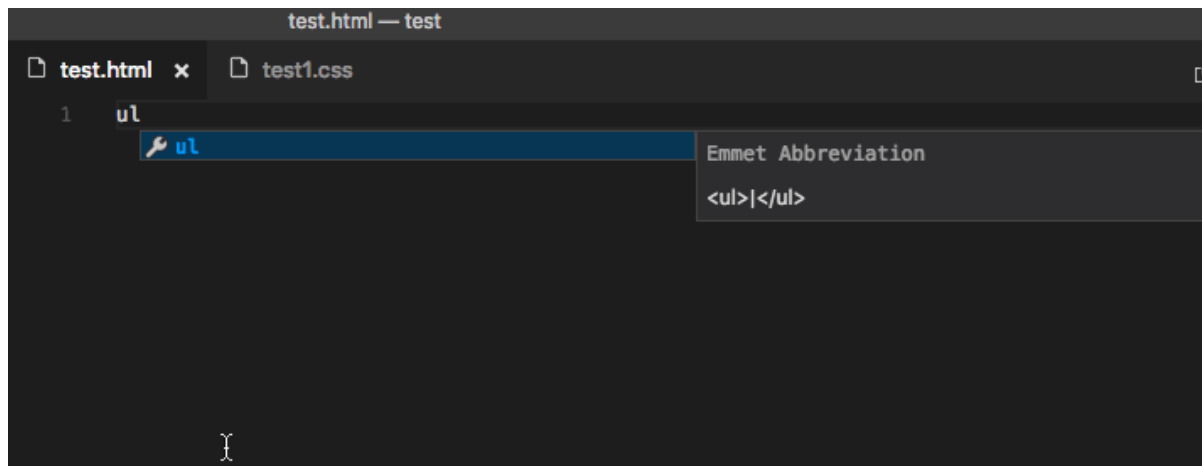 test.html — test
test.html × test1.css
1 ul
ul
Emmet Abbreviation
<ul>|</ul>